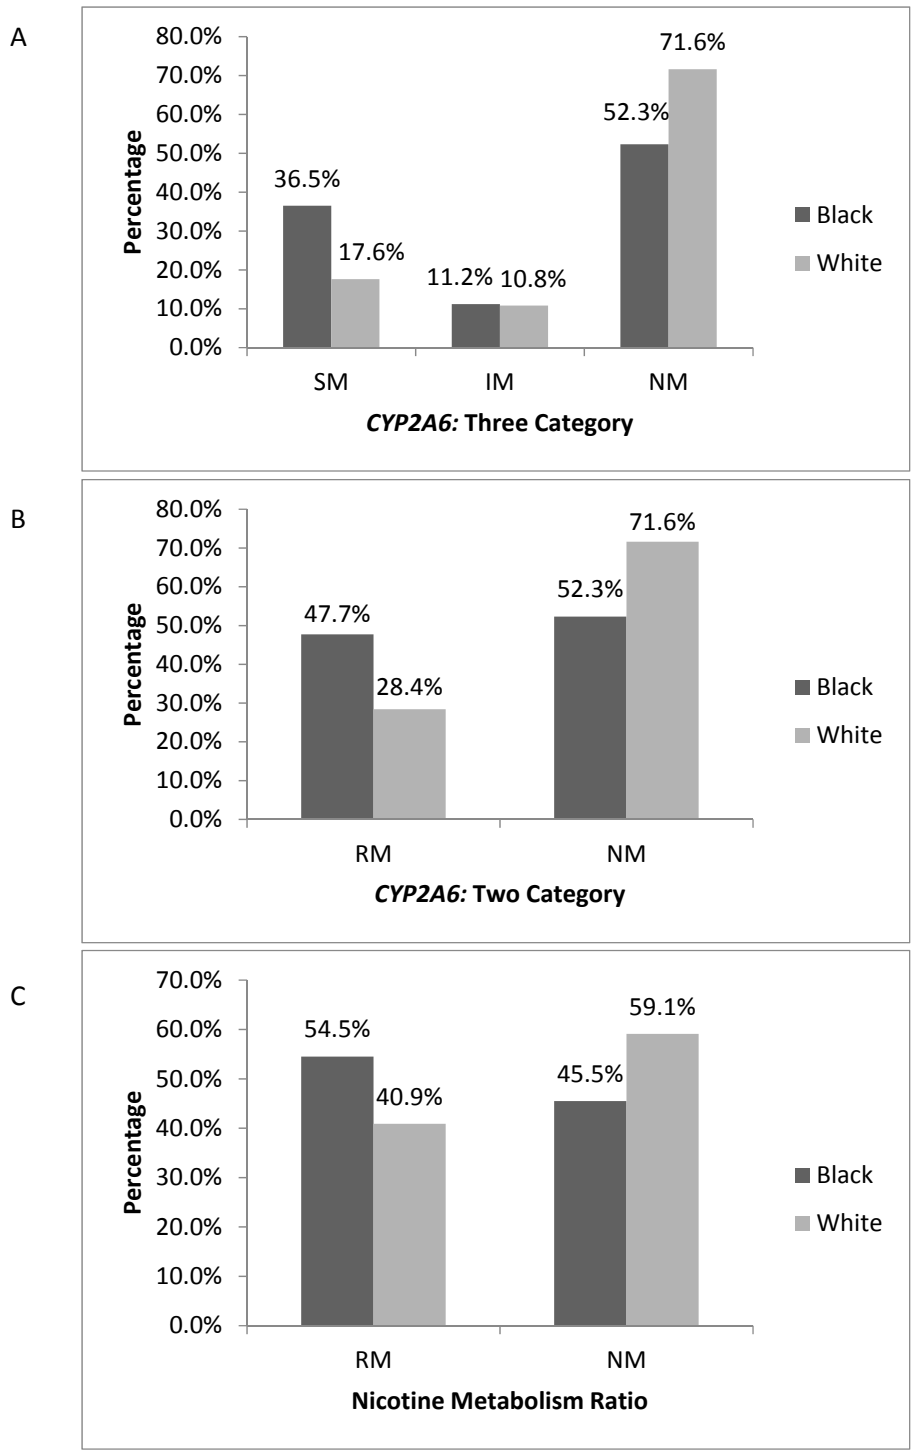 A
80.0%
70.0%
60.0%
50.0%
40.0%
30.0%
20.0%
10.0%
0.0%
Percentage
36.5%
17.6%
11.2%
10.8%
52.3%
71.6%
SM
IM
NM
CYP2A6: Three Category
Black
White
B
80.0%
70.0%
60.0%
50.0%
40.0%
30.0%
20.0%
10.0%
0.0%
Percentage
47.7%
28.4%
52.3%
71.6%
RM
NM
CYP2A6: Two Category
Black
White
C
70.0%
60.0%
50.0%
40.0%
30.0%
20.0%
10.0%
0.0%
Percentage
54.5%
40.9%
45.5%
59.1%
RM
NM
Nicotine Metabolism Ratio
Black
White